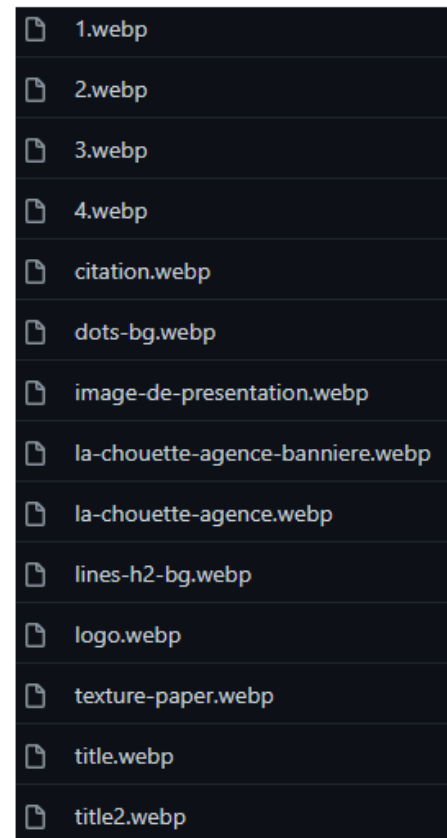 1.webp
2.webp
3.webp
4.webp
citation.webp
dots-bg.webp
image-de-presentation.webp
la-chouette-agence-banniere.webp
la-chouette-agence.webp
lines-h2-bg.webp
logo.webp
texture-paper.webp
title.webp
title2.webp